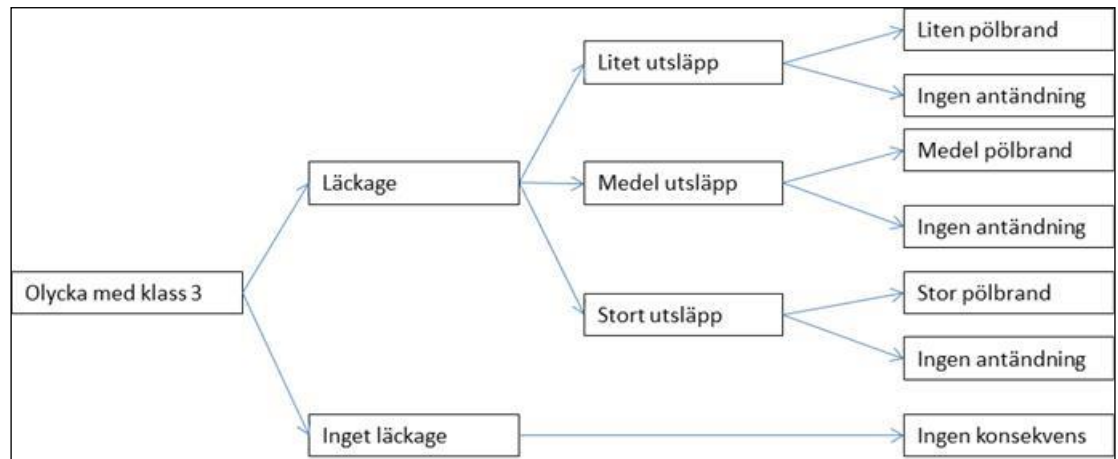 Liten pölbrand
Litet utsläpp
Ingen antändning
Medel pölbrand
Läckage
Medel utsläpp
Ingen antändning
Olycka med klass 3
Stor pölbrand
Stort utsläpp
Ingen antändning
Inget läckage
Ingen konsekvens